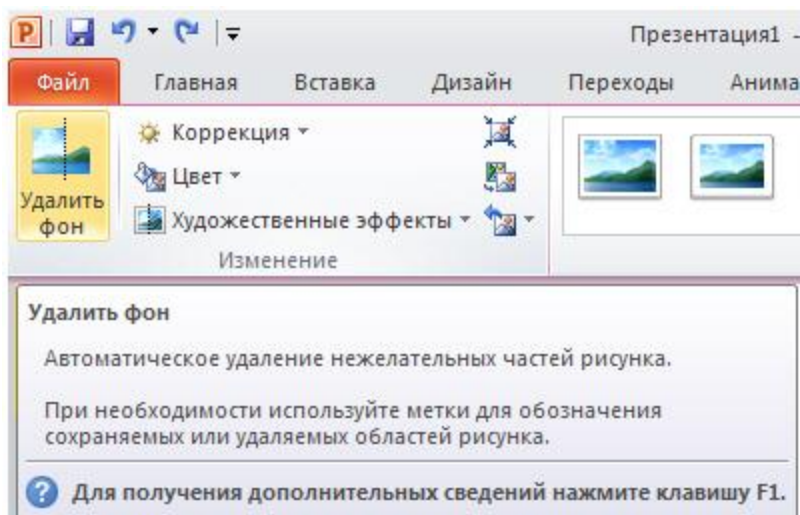 Презентация1 -
Файл Главная Вставка Дизайн Переходы Анима
Удалить фон
Коррекция
Цвет
Художественные эффекты
Изменение
Удалить фон
Автоматическое удаление нежелательных частей рисунка.
При необходимости используйте метки для обозначения
сохраняемых или удаляемых областей рисунка.
Для получения дополнительных сведений нажмите клавишу F1.